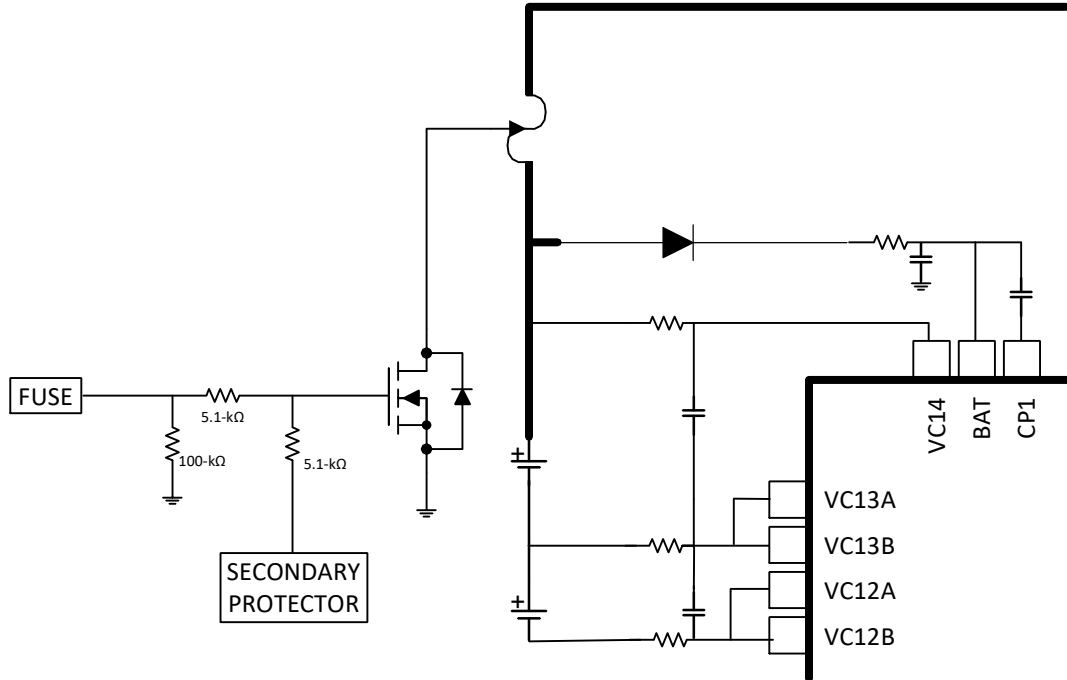 FUSE
5.1-kΩ
100-kΩ
5.1-kΩ
SECONDARY
PROTECTOR
+
+
VC14
BAT
CP1
VC13A
VC13B
VC12A
VC12B